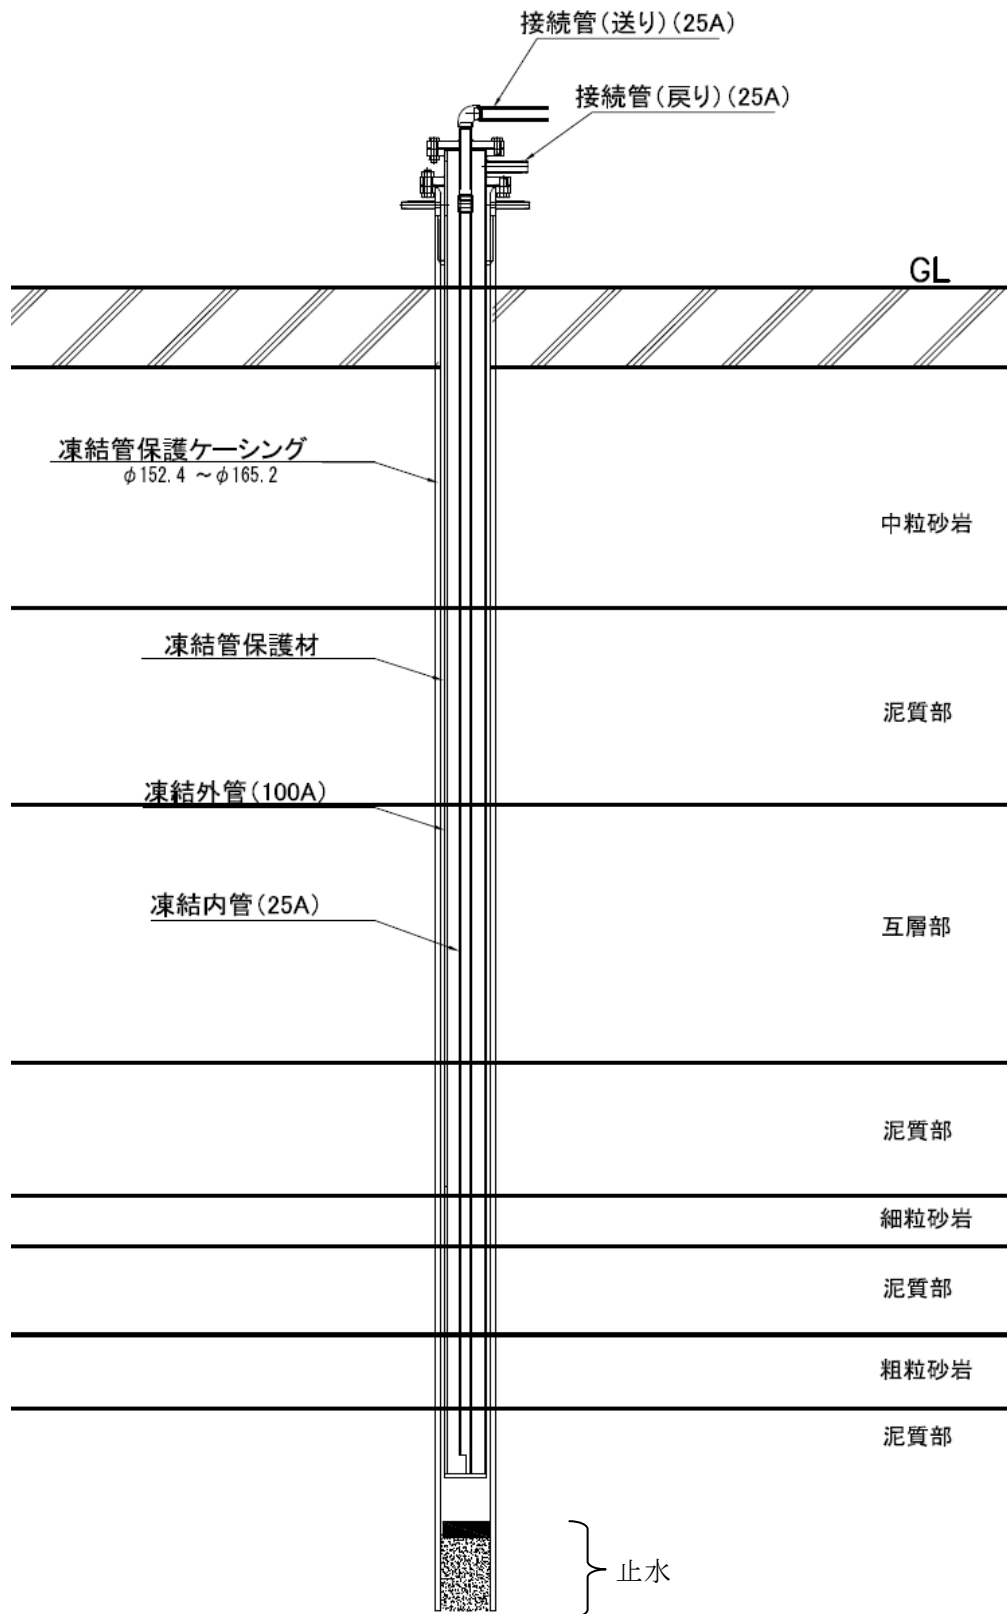 接続管(送り)(25A)
接続管(戻り)(25A)
GL
凍結管保護ケーシング
φ152.4 ～φ165.2
中粒砂岩
凍結管保護材
泥質部
凍結外管(100A)
凍結内管(25A)
互層部
泥質部
細粒砂岩
泥質部
粗粒砂岩
泥質部
止水